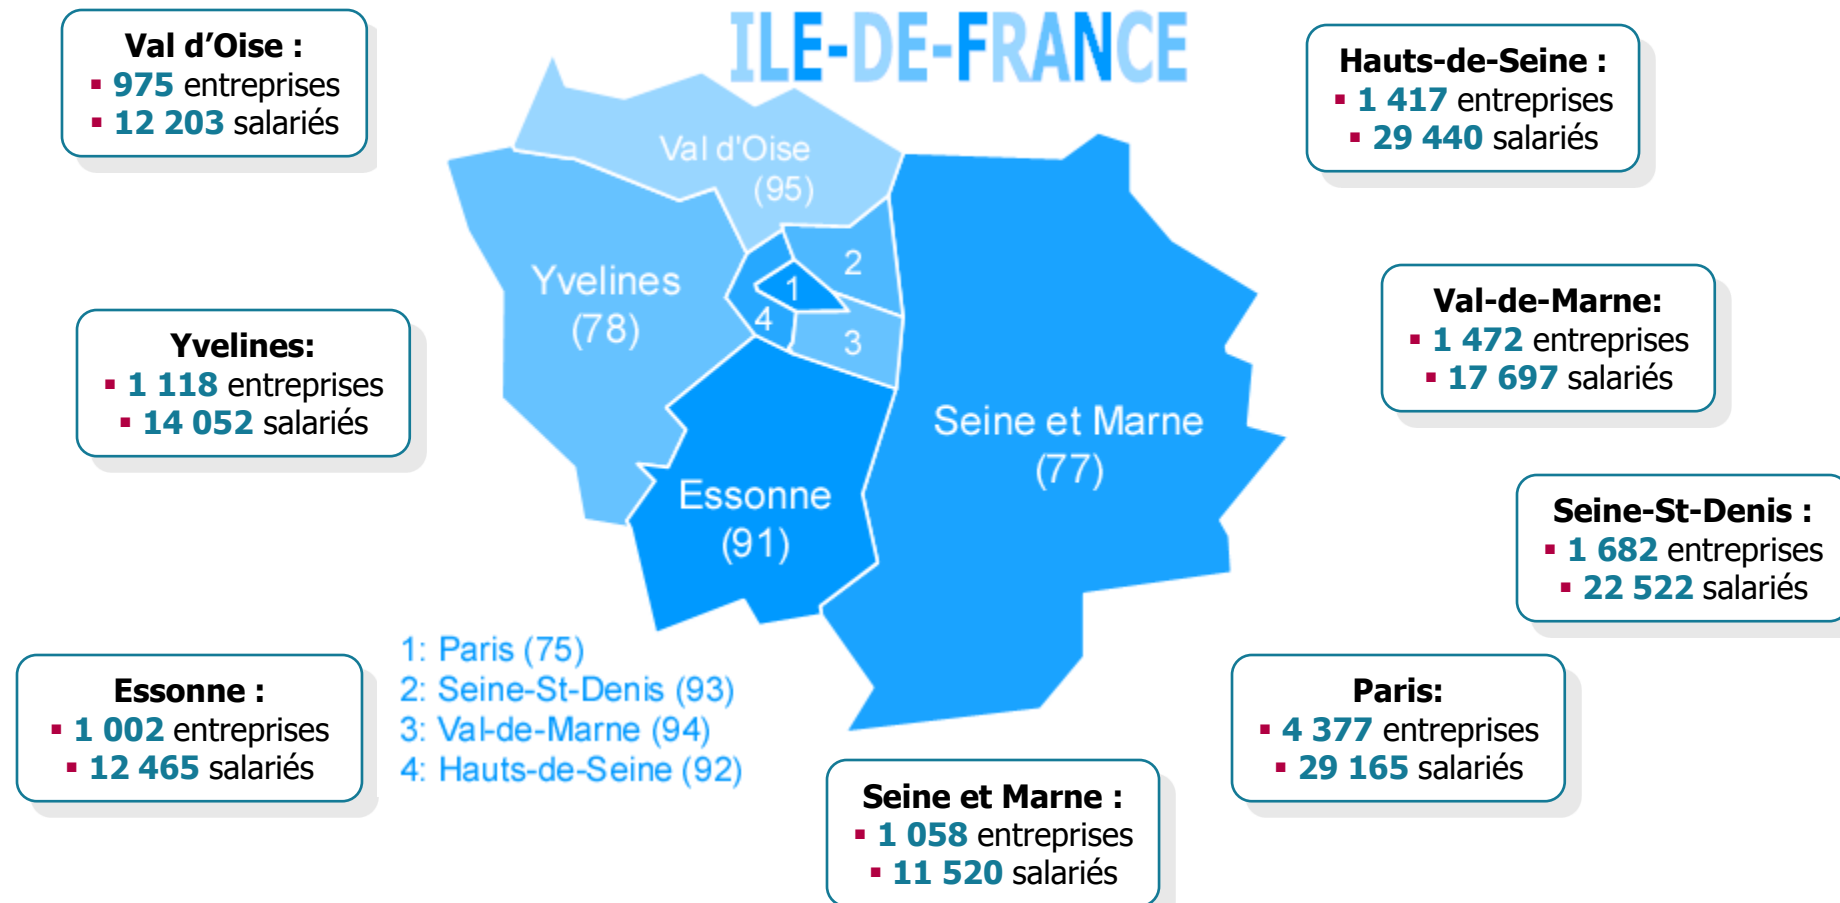 ILE-DE-FRANCE
Val d’Oise :
▪ 975 entreprises
▪ 12 203 salariés
Hauts-de-Seine :
▪ 1 417 entreprises
▪ 29 440 salariés
Val d'Oise
(95)
Yvelines
(78)
2
1
4
3
Val-de-Marne:
▪ 1 472 entreprises
▪ 17 697 salariés
Yvelines:
▪ 1 118 entreprises
▪ 14 052 salariés
Seine et Marne
(77)
Essonne
(91)
Seine-St-Denis :
▪ 1 682 entreprises
▪ 22 522 salariés
1: Paris (75)
2: Seine-St-Denis (93)
3: Val-de-Marne (94)
4: Hauts-de-Seine (92)
Essonne :
▪ 1 002 entreprises
▪ 12 465 salariés
Paris:
▪ 4 377 entreprises
▪ 29 165 salariés
Seine et Marne :
▪ 1 058 entreprises
▪ 11 520 salariés